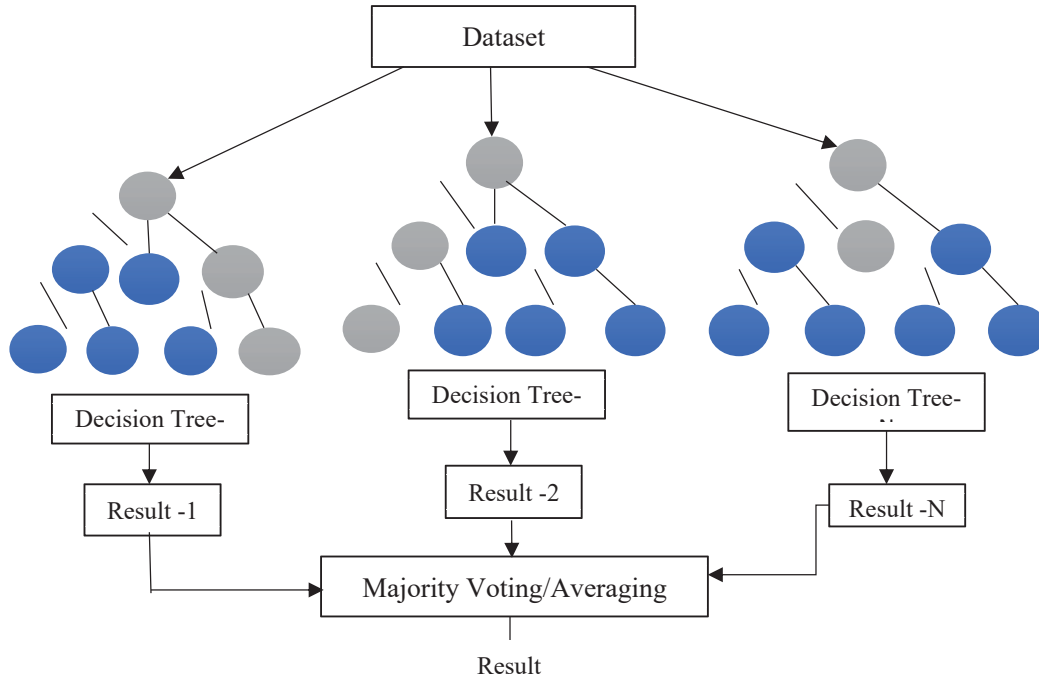 Dataset
Decision Tree-
Decision Tree-
Decision Tree-
Result -1
Result -2
Result -N
Majority Voting/Averaging
Result